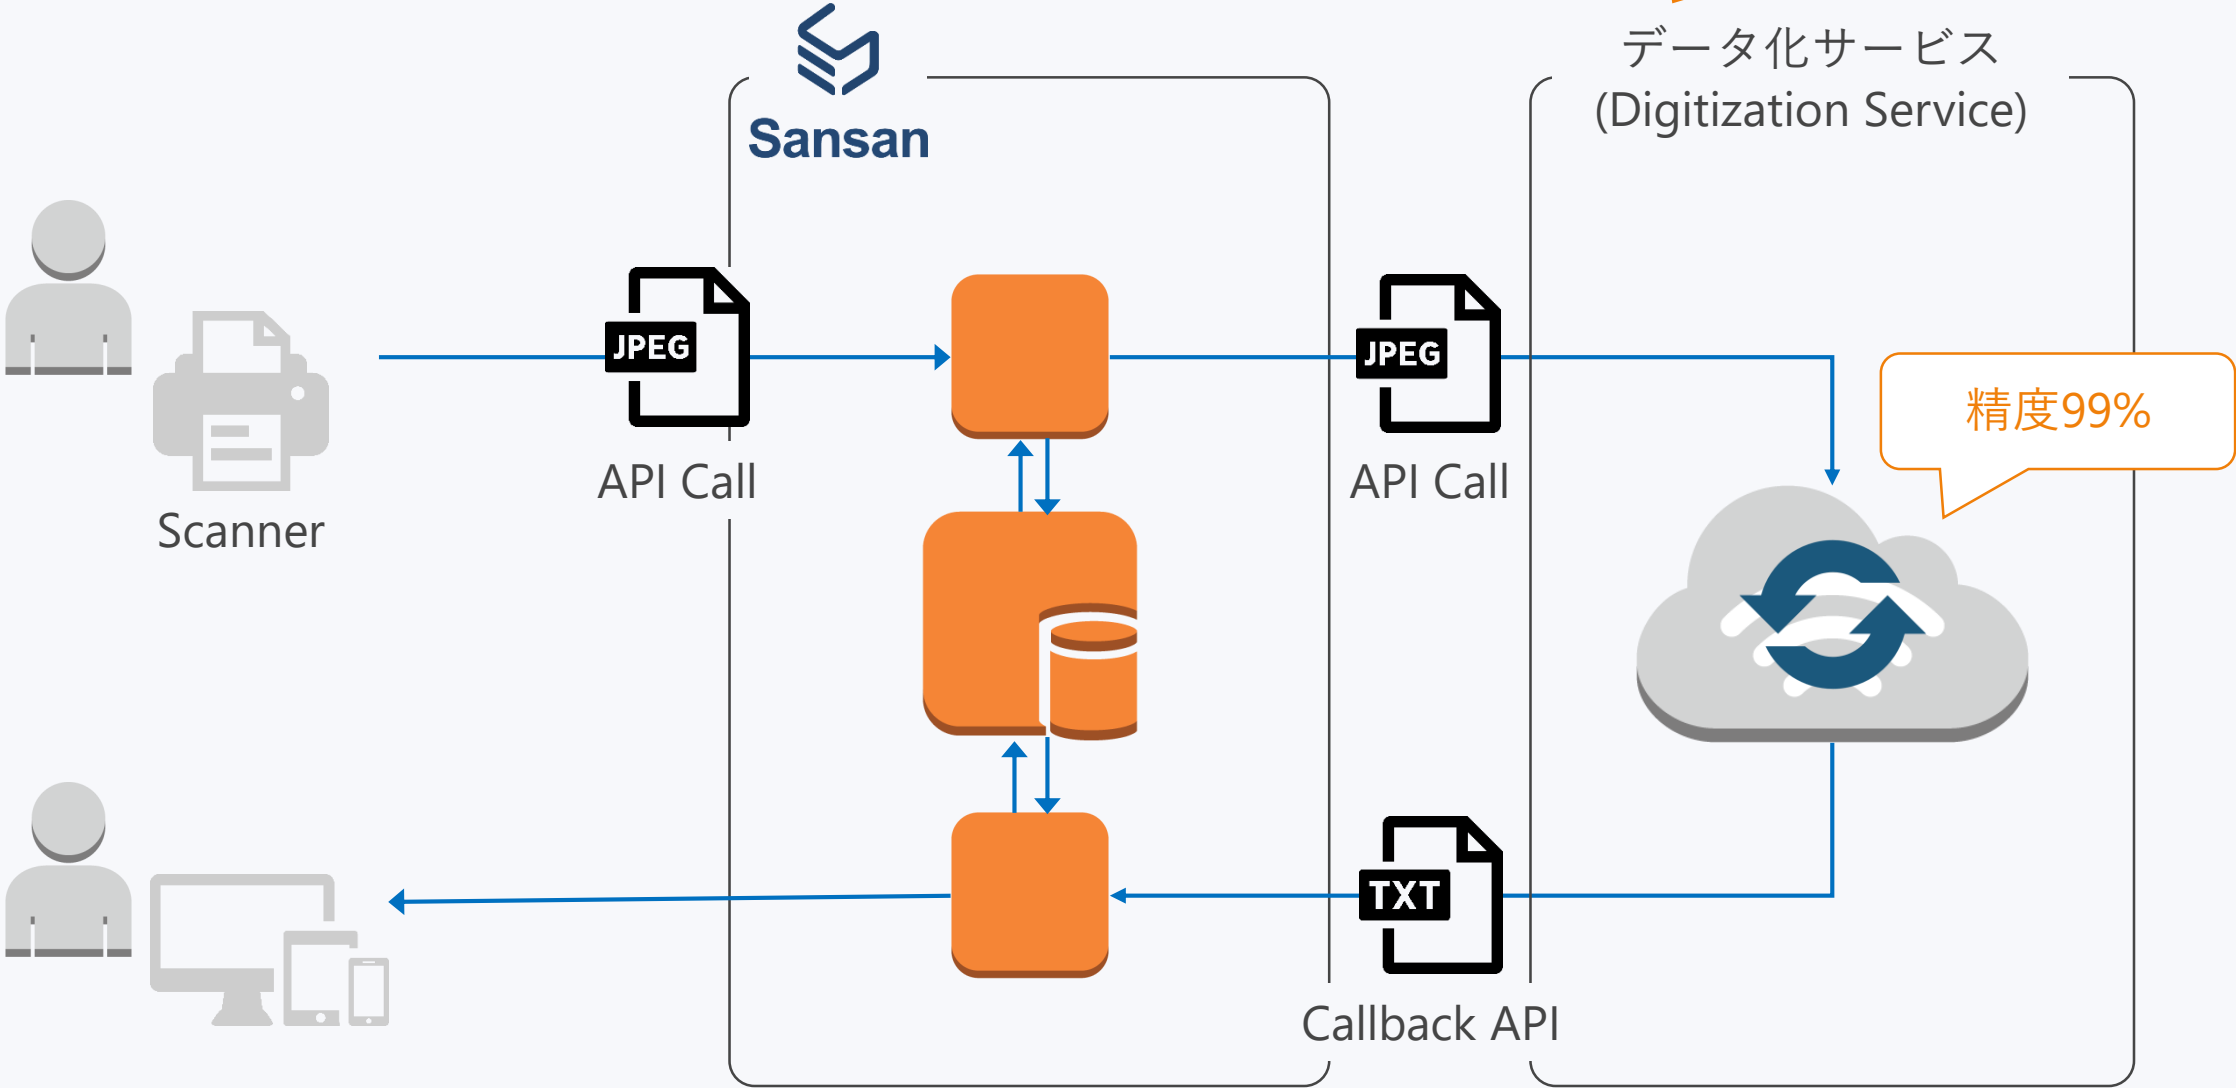 Sansan
データ化サービス
(Digitization Service)
JPEG
API Call
JPEG
API Call
精度99%
Scanner
TXT
Callback API